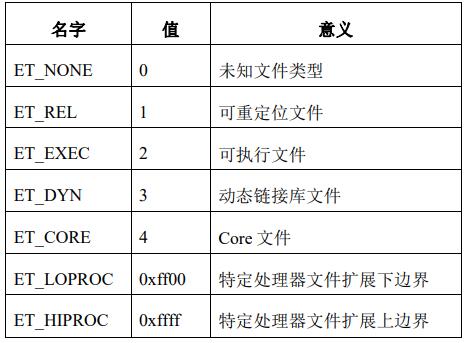 名字 值 意义
ET_NONE 0 未知文件类型
ET_REL 1 可重定位文件
ET_EXEC 2 可执行文件
ET_DYN 3 动态链接库文件
ET_CORE 4 Core 文件
ET_LOPROC 0xff00 特定处理器文件扩展下边界
ET_HIPROC 0xffff 特定处理器文件扩展上边界